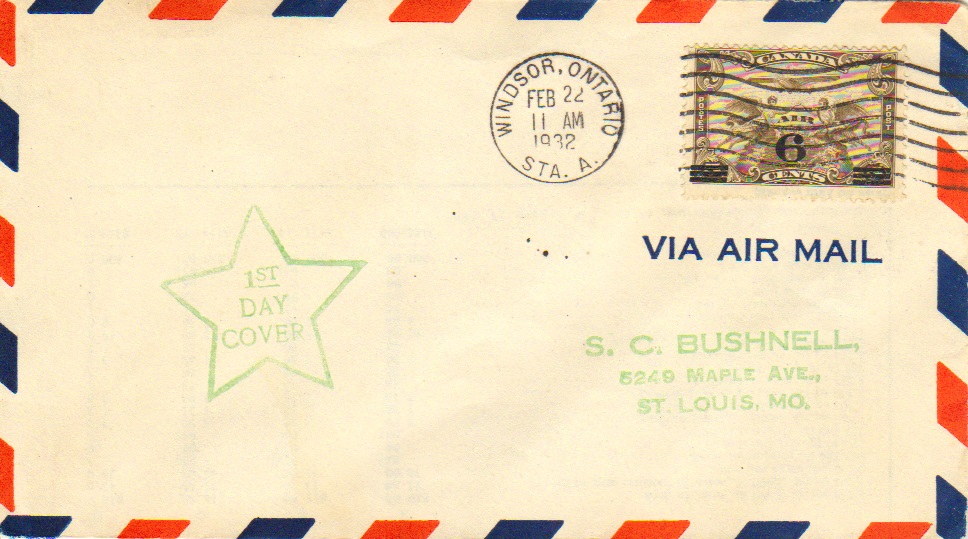 WINDSOR, ONTARIO
FEB 22
11 AM
1932
STA. A.
CANADA
POSTES
POST
AIR
6
CENTS
VIA AIR MAIL
1ST
DAY
COVER
S. C. BUSHNELL,
5249 MAPLE AVE.,
ST. LOUIS, MO.